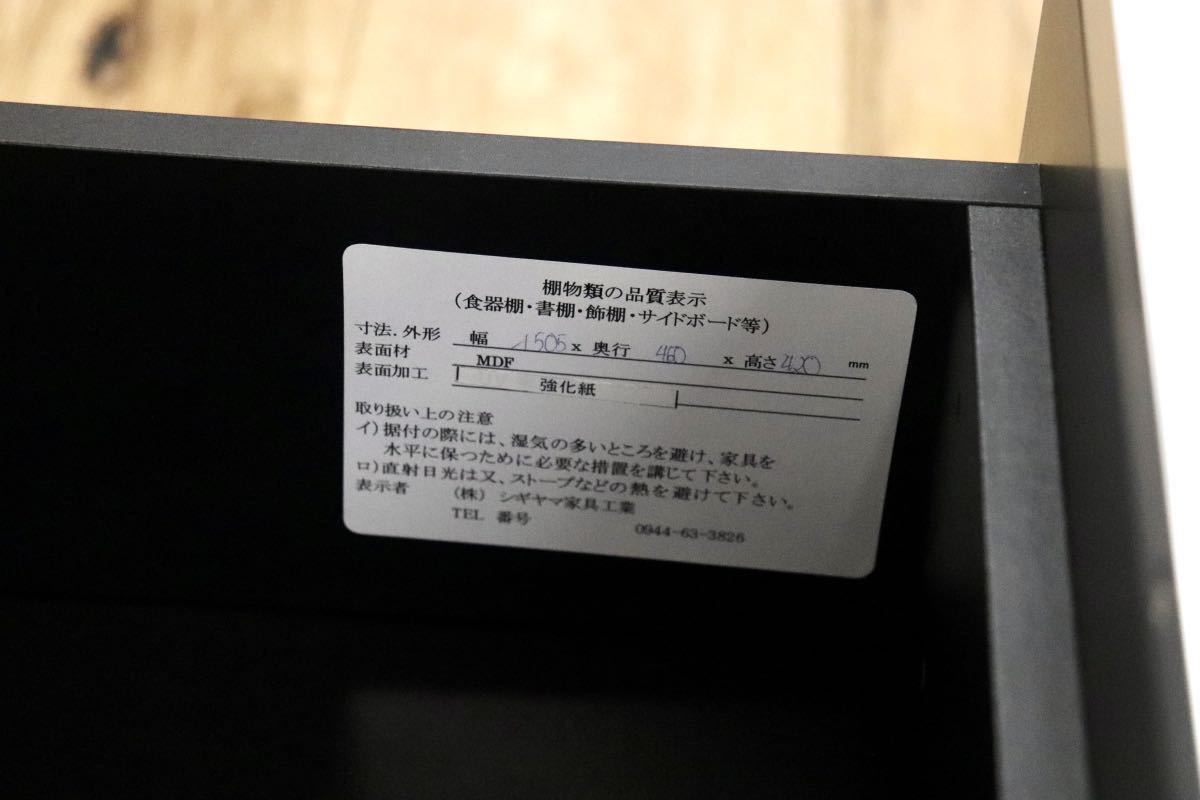 棚物類の品質表示
(食器棚・書棚・飾棚・サイドボード等)
寸法.外形 幅 1505 x 奥行 460 x 高さ 420 mm
表面材 MDF
表面加工 強化紙
取り扱い上の注意
イ)据付の際には、湿気の多いところを避け、家具を
水平に保つために必要な措置を講じて下さい。
ロ)直射日光は又、ストーブなどの熱を避けて下さい。
表示者 (株) シギヤマ家具工業
TEL 番号 0944-63-3826